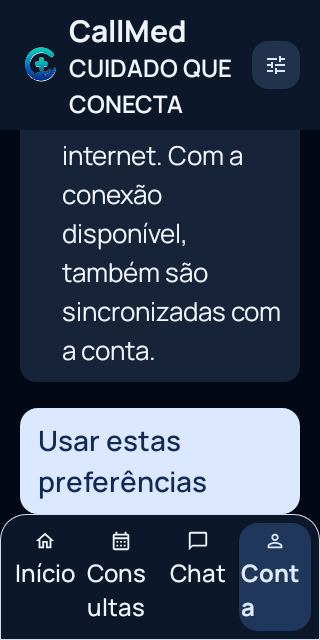 CallMed
CUIDADO QUE
CONECTA
internet. Com a
conexão
disponível,
também são
sincronizadas com
a conta.
Usar estas
preferências
Início
Cons
ultas
Chat
Cont
a